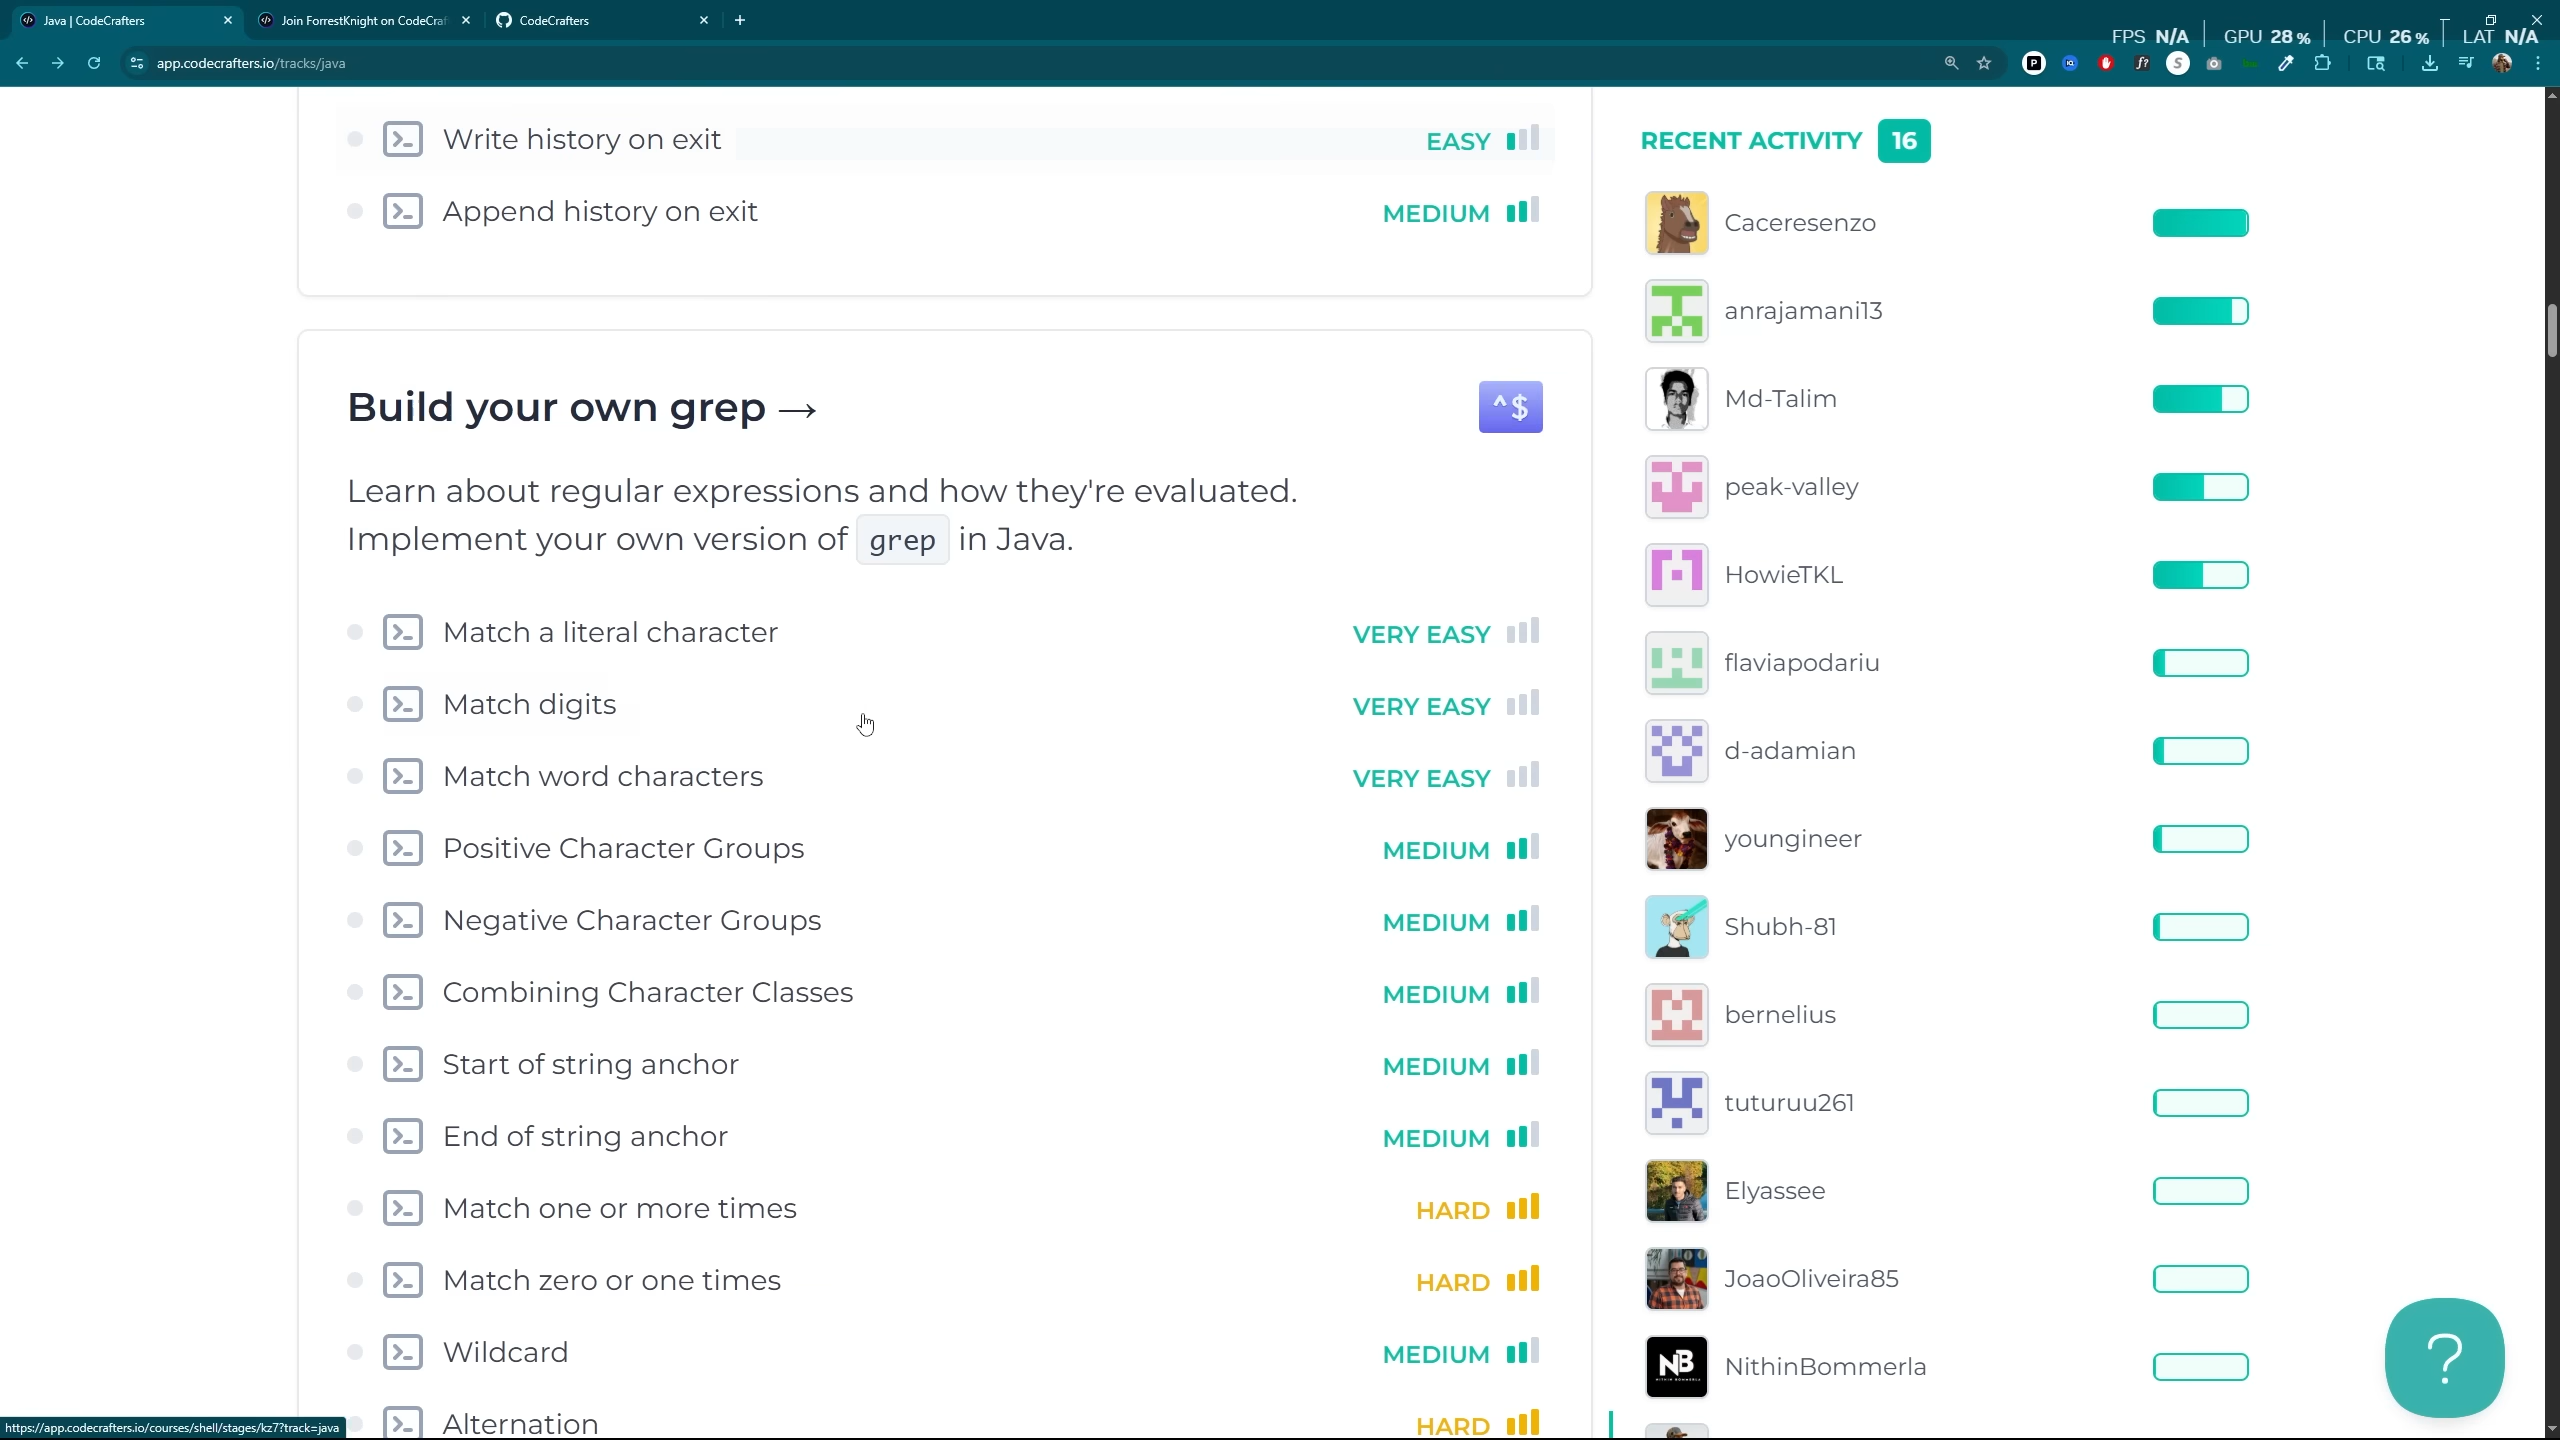 Java | CodeCrafters
Join ForrestKnight on CodeCraf
CodeCrafters
FPS N/A
GPU 28 %
CPU 26 %
LAT N/A
app.codecrafters.io/tracks/java
Write history on exit
EASY
Append history on exit
MEDIUM
Build your own grep →
^$
Learn about regular expressions and how they're evaluated.
Implement your own version of grep in Java.
Match a literal character
VERY EASY
Match digits
VERY EASY
Match word characters
VERY EASY
Positive Character Groups
MEDIUM
Negative Character Groups
MEDIUM
Combining Character Classes
MEDIUM
Start of string anchor
MEDIUM
End of string anchor
MEDIUM
Match one or more times
HARD
Match zero or one times
HARD
Wildcard
MEDIUM
Alternation
HARD
RECENT ACTIVITY 16
Caceresenzo
anrajamani13
Md-Talim
peak-valley
HowieTKL
flaviapodariu
d-adamian
youngineer
Shubh-81
bernelius
tuturuu261
Elyassee
JoaoOliveira85
NB
NithinBommerla
?
https://app.codecrafters.io/courses/shell/stages/kz7?track=java